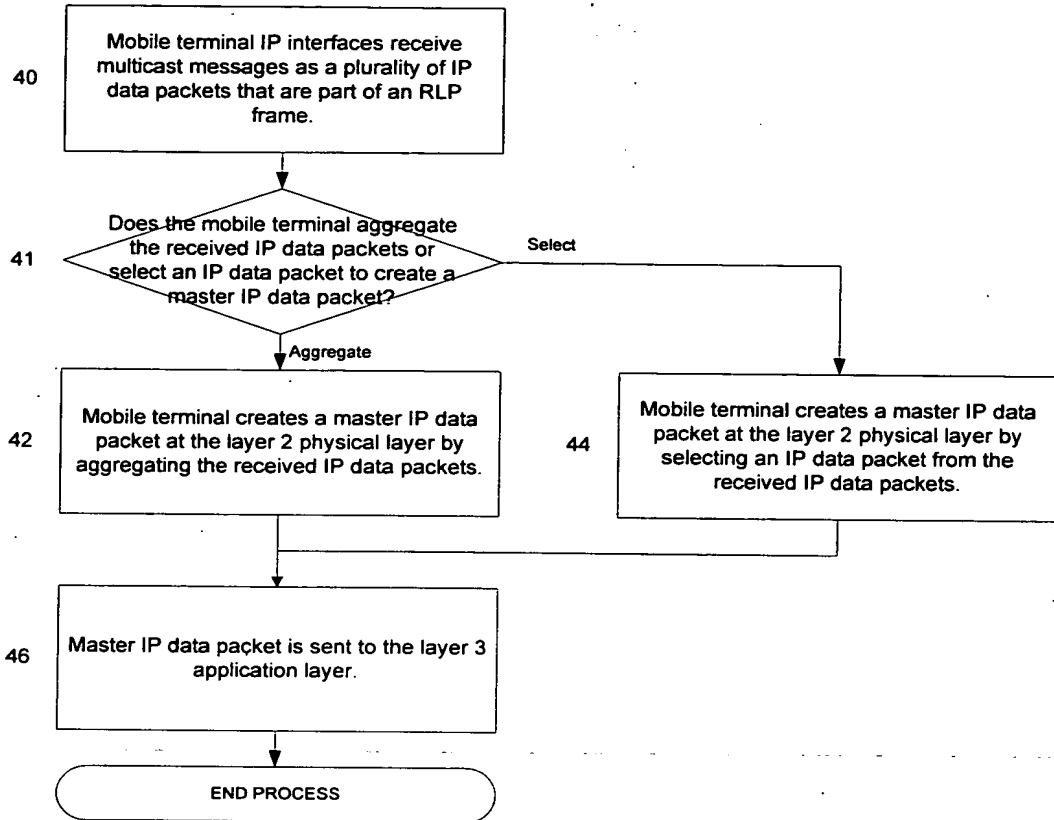 40
Mobile terminal IP interfaces receive
multicast messages as a plurality of IP
data packets that are part of an RLP
frame.
41
Does the mobile terminal aggregate
the received IP data packets or
select an IP data packet to create a
master IP data packet?
Select
Aggregate
42
Mobile terminal creates a master IP data
packet at the layer 2 physical layer by
aggregating the received IP data packets.
44
Mobile terminal creates a master IP data
packet at the layer 2 physical layer by
selecting an IP data packet from the
received IP data packets.
46
Master IP data packet is sent to the layer 3
application layer.
END PROCESS